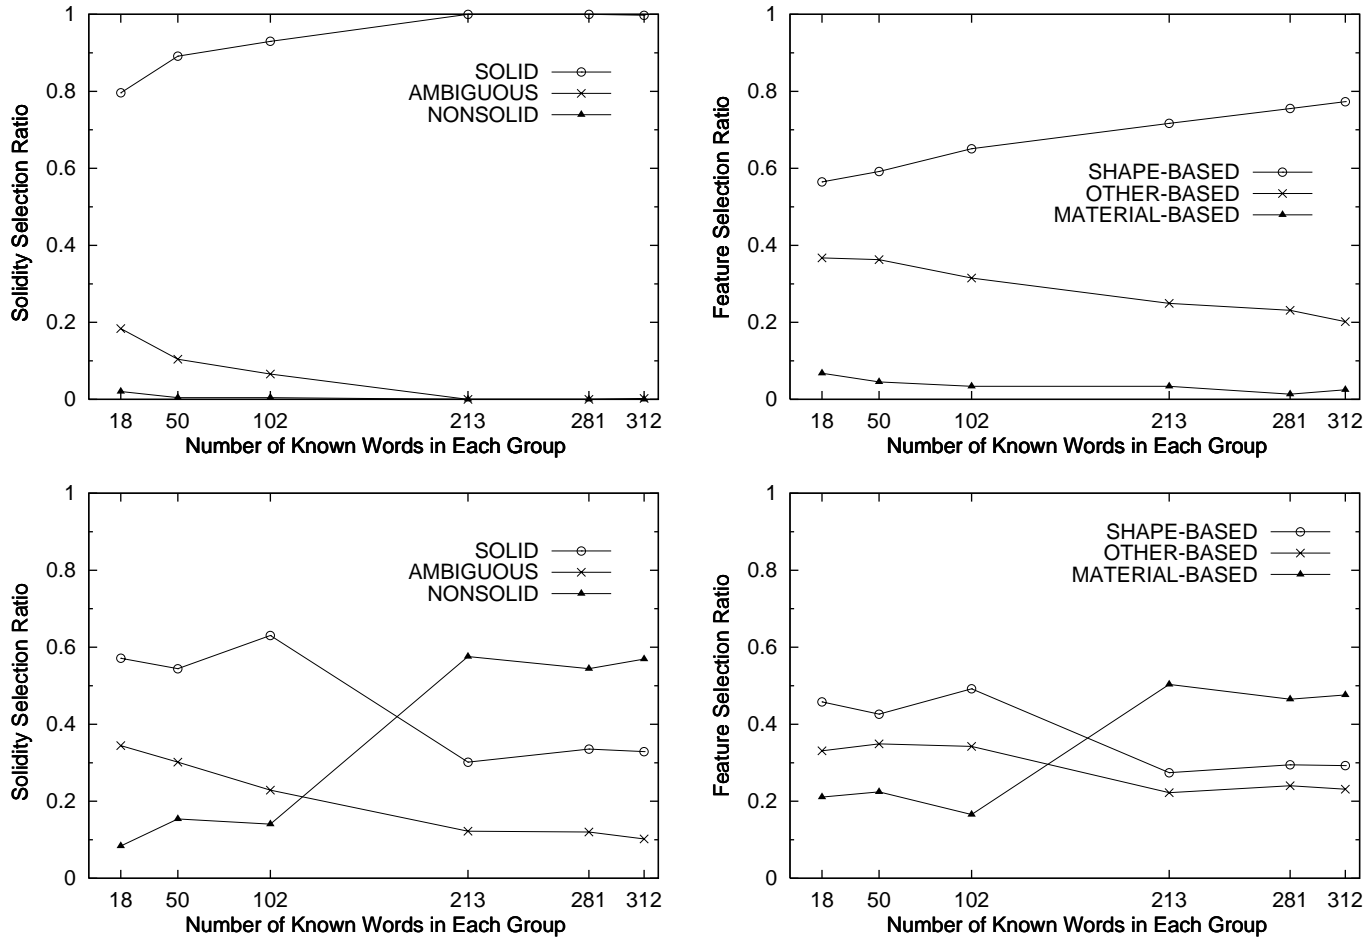 1
0.8
0.6
0.4
0.2
0
Solidity Selection Ratio
SOLID
AMBIGUOUS
NONSOLID
18 50 102 213 281 312
Number of Known Words in Each Group
1
0.8
0.6
0.4
0.2
0
Feature Selection Ratio
SHAPE-BASED
OTHER-BASED
MATERIAL-BASED
18 50 102 213 281 312
Number of Known Words in Each Group
1
0.8
0.6
0.4
0.2
0
Solidity Selection Ratio
SOLID
AMBIGUOUS
NONSOLID
18 50 102 213 281 312
Number of Known Words in Each Group
1
0.8
0.6
0.4
0.2
0
Feature Selection Ratio
SHAPE-BASED
OTHER-BASED
MATERIAL-BASED
18 50 102 213 281 312
Number of Known Words in Each Group